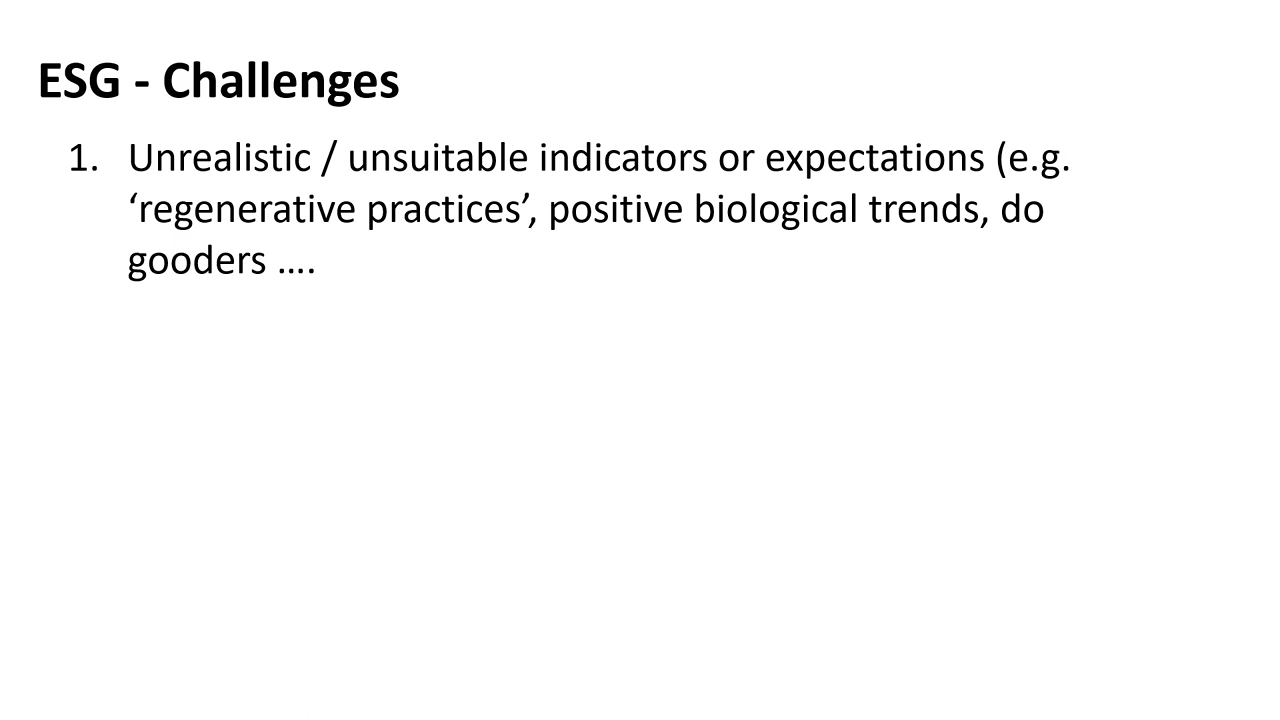 ESG - Challenges
1. Unrealistic / unsuitable indicators or expectations (e.g.
‘regenerative practices’, positive biological trends, do
gooders ….